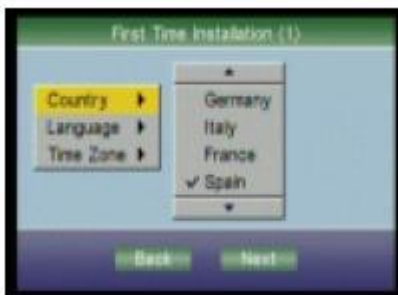 First Time Installation (1)
Country
Language
Time Zone
Germany
Italy
France
Spain
Back Next